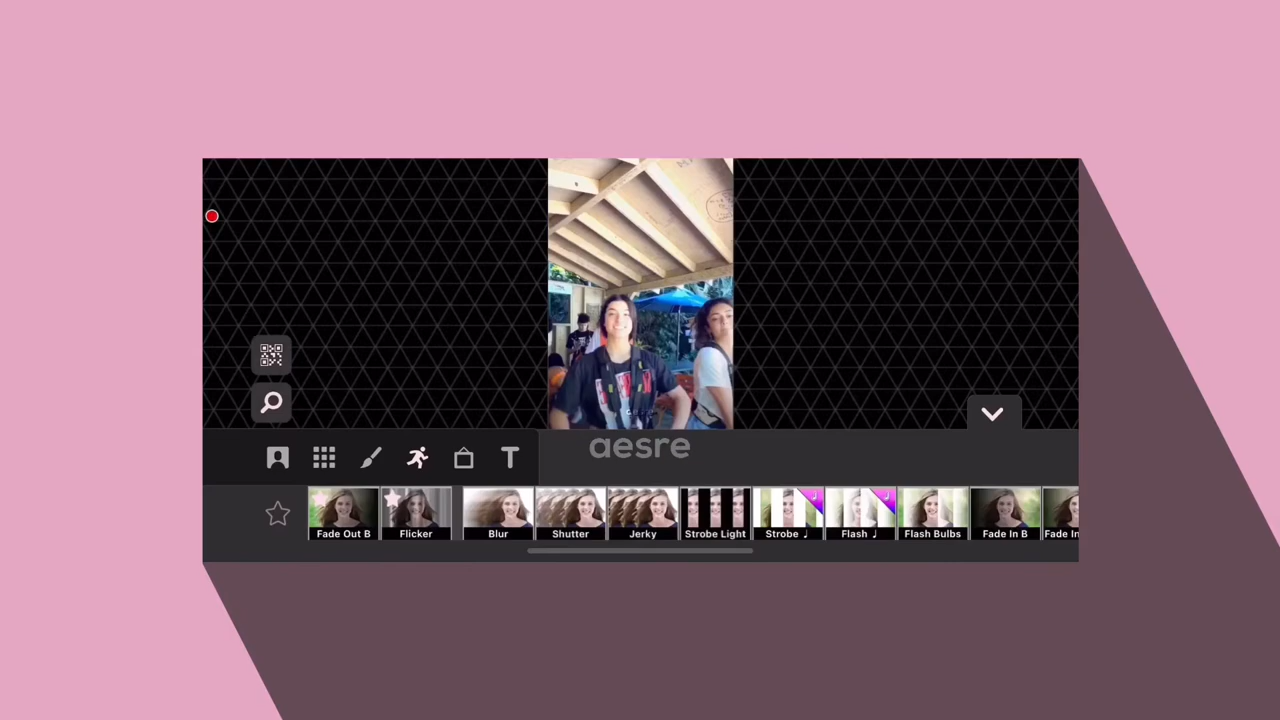 aesre
Fade Out B Flicker Blur Shutter Jerky Strobe Light Strobe ♩ Flash ♩ Flash Bulbs Fade In B Fade In